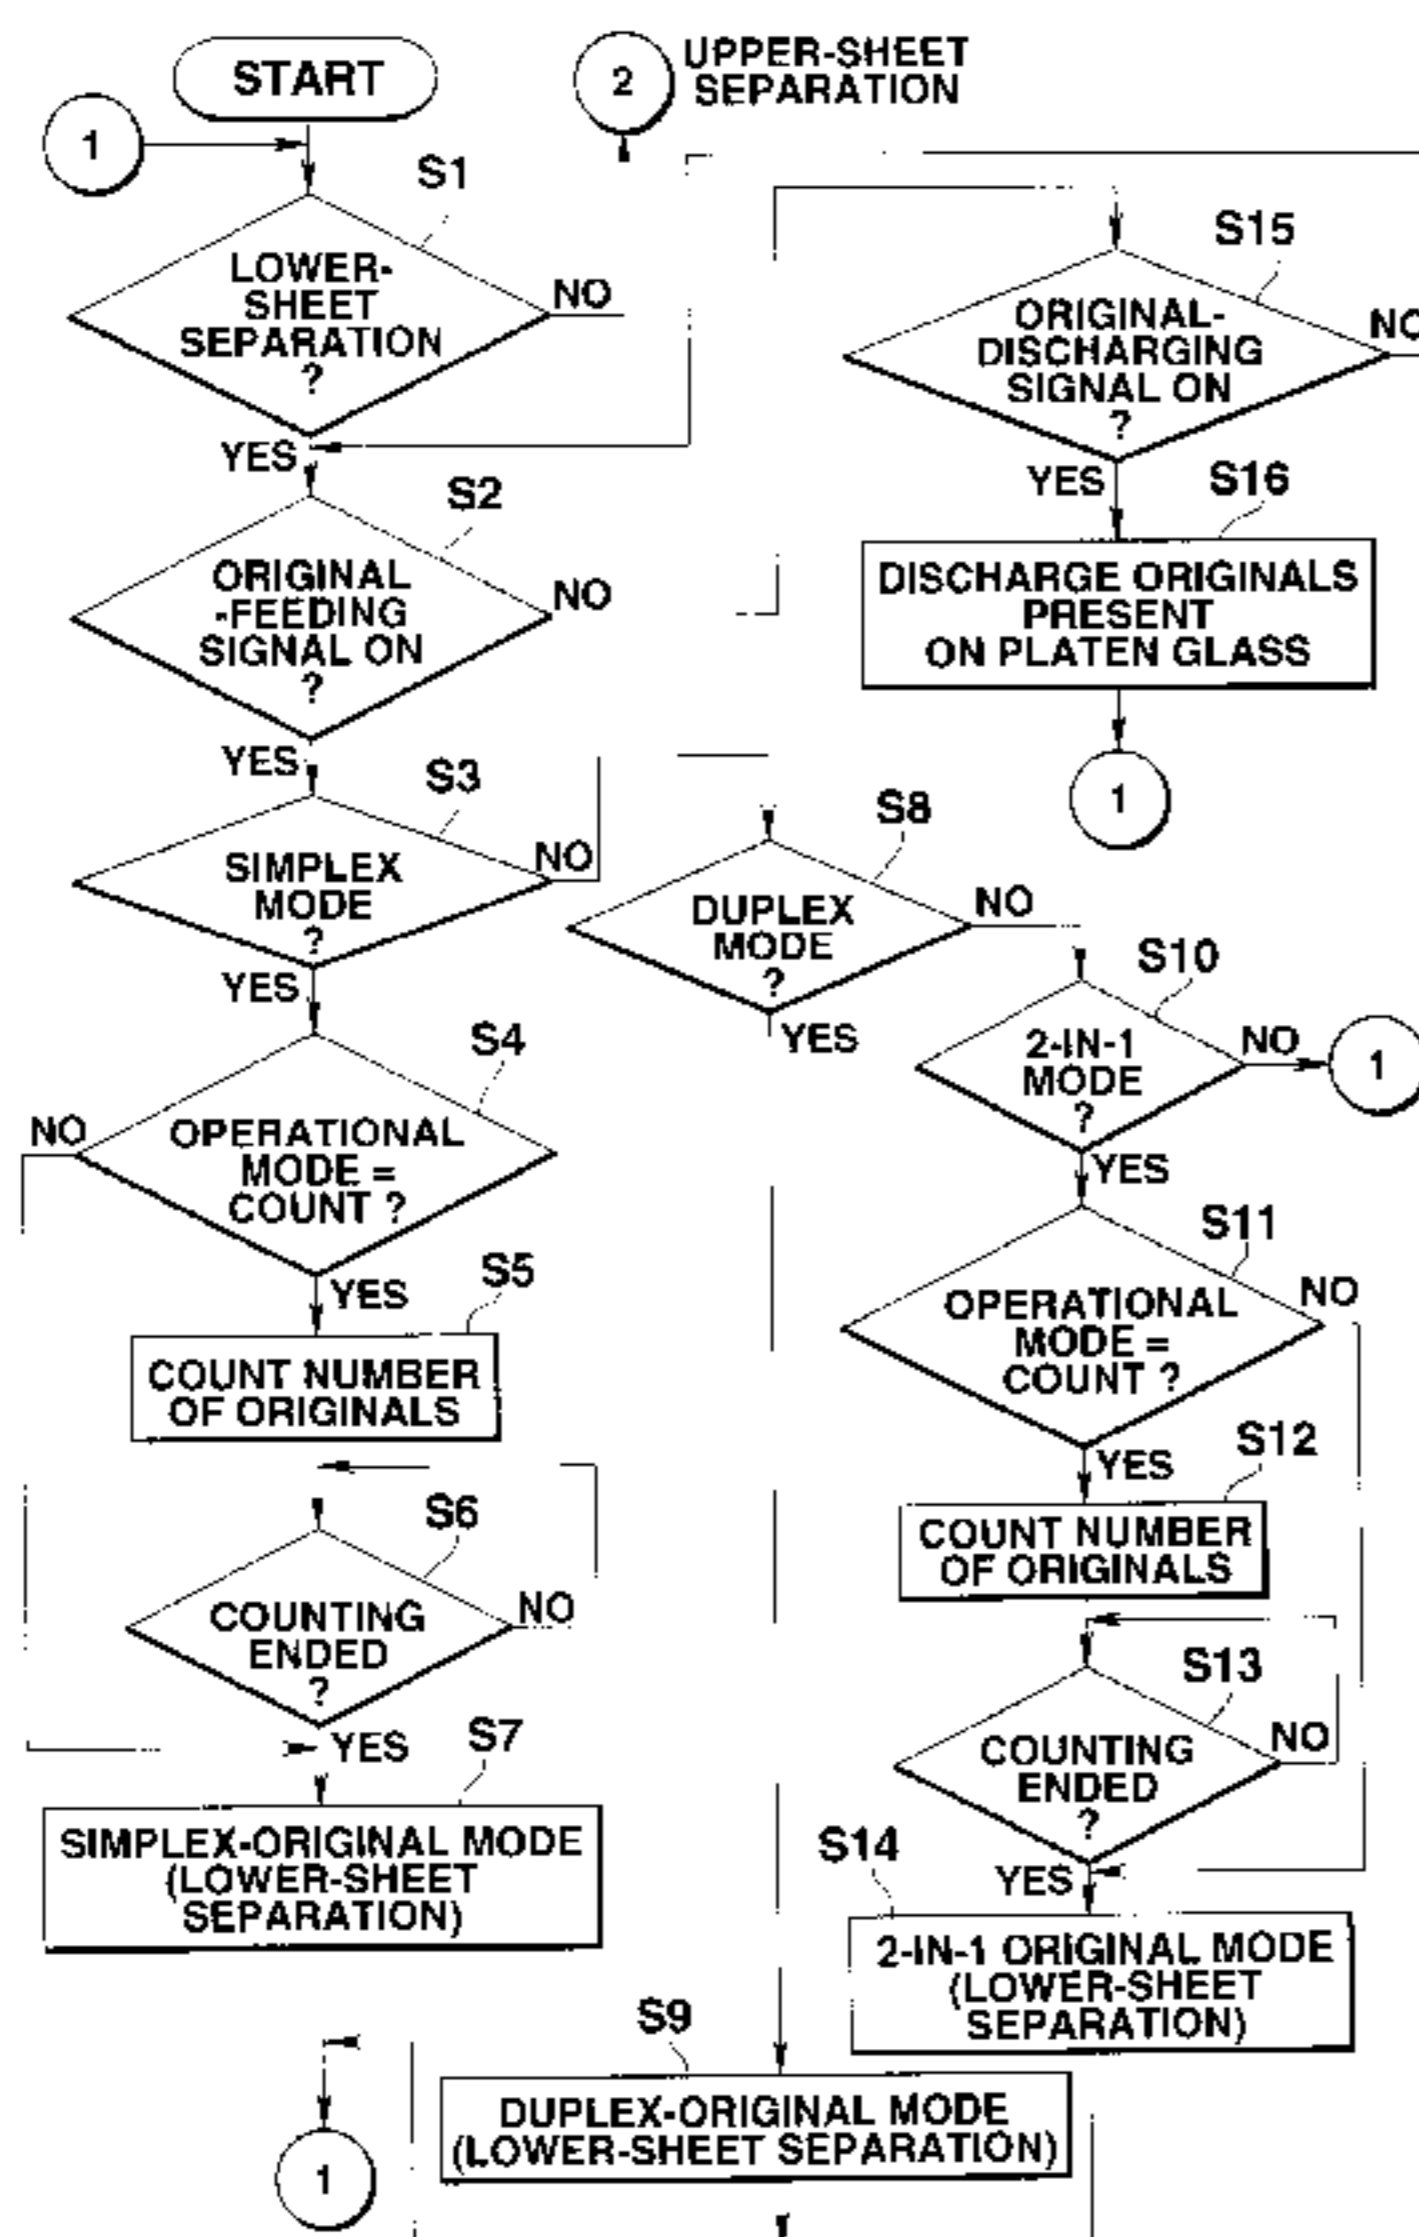 START
2
UPPER-SHEET
SEPARATION
1
S1
LOWER-
SHEET
SEPARATION
?
NO
YES
S2
ORIGINAL
-FEEDING
SIGNAL ON
?
NO
YES
S3
SIMPLEX
MODE
?
NO
YES
S4
OPERATIONAL
MODE =
COUNT ?
NO
YES
S5
COUNT NUMBER
OF ORIGINALS
S6
COUNTING
ENDED
?
NO
YES
S7
SIMPLEX-ORIGINAL MODE
(LOWER-SHEET
SEPARATION)
1
S8
DUPLEX
MODE
?
NO
YES
S9
DUPLEX-ORIGINAL MODE
(LOWER-SHEET SEPARATION)
S10
2-IN-1
MODE
?
NO
1
YES
S11
OPERATIONAL
MODE =
COUNT ?
NO
YES
S12
COUNT NUMBER
OF ORIGINALS
S13
COUNTING
ENDED
?
NO
YES
S14
2-IN-1 ORIGINAL MODE
(LOWER-SHEET
SEPARATION)
S15
ORIGINAL-
DISCHARGING
SIGNAL ON
?
NO
YES
S16
DISCHARGE ORIGINALS
PRESENT
ON PLATEN GLASS
1